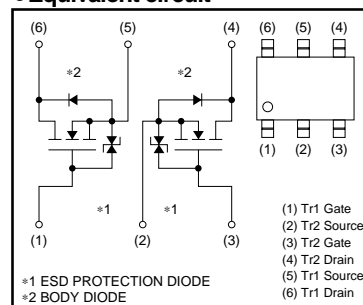 (6) (5) (4) (6) (5) (4)
*2 *2
(1) (2) (3)
*1 *1
(1) (2) (3)
(1) Tr1 Gate
(2) Tr2 Source
(3) Tr2 Gate
(4) Tr2 Drain
(5) Tr1 Source
(6) Tr1 Drain
*1 ESD PROTECTION DIODE
*2 BODY DIODE